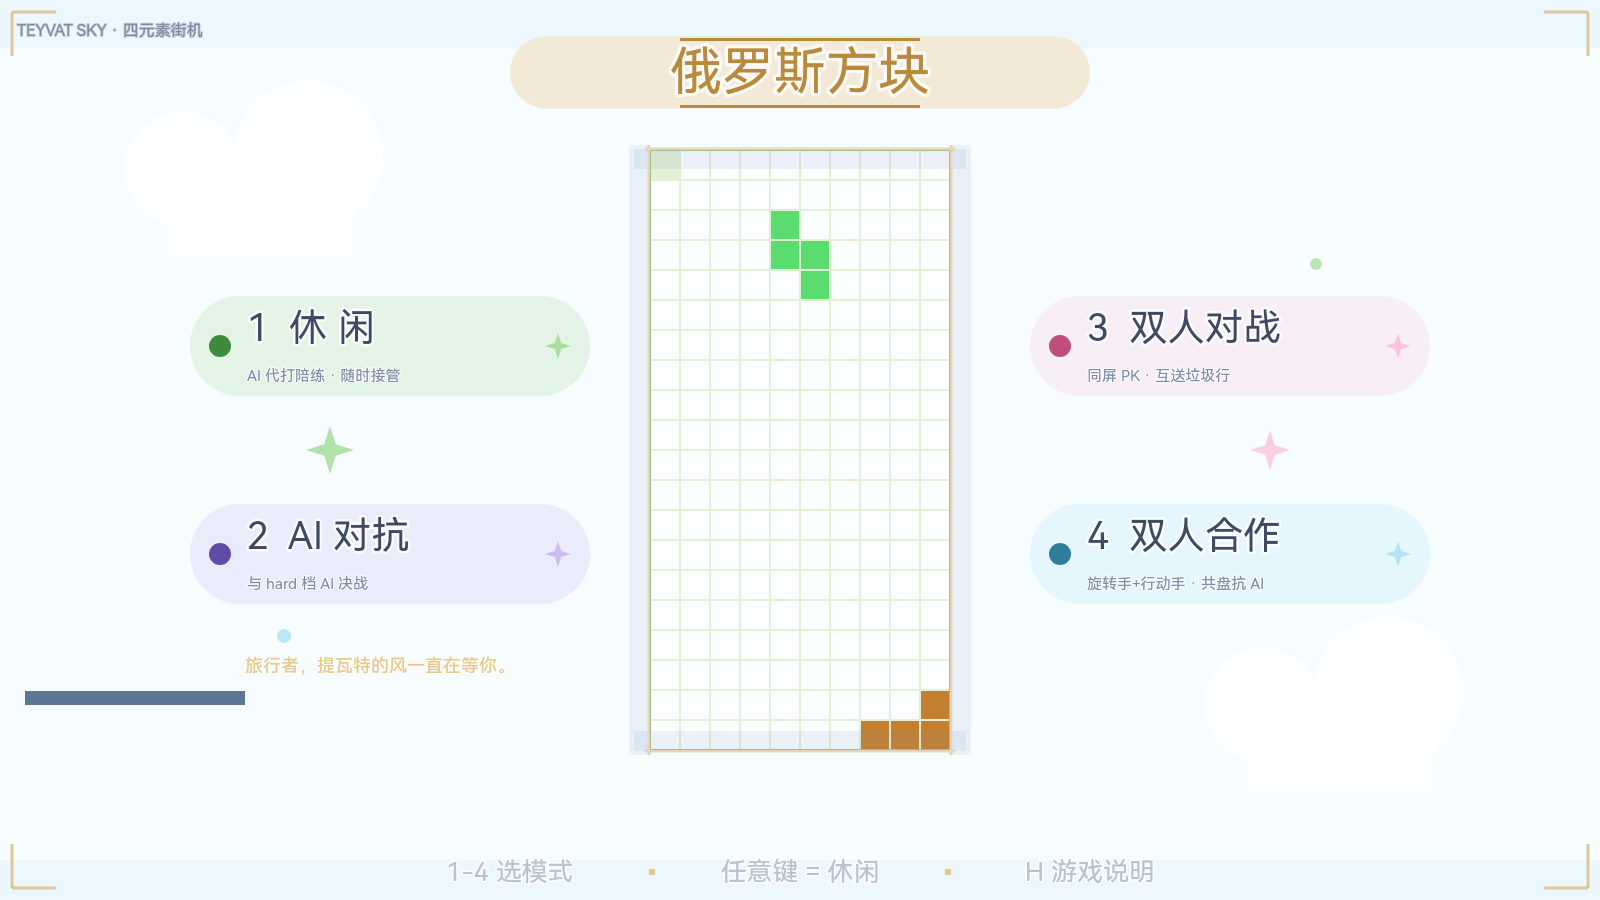 TEYVAT SKY · 四元素街机
俄罗斯方块
1 休 闲
AI 代打陪练 · 随时接管
2 AI 对抗
与 hard 档 AI 决战
旅行者，提瓦特的风一直在等你。
3 双人对战
同屏 PK · 互送垃圾行
4 双人合作
旋转手+行动手 · 共盘抗 AI
1-4 选模式 · 任意键 = 休闲 · H 游戏说明